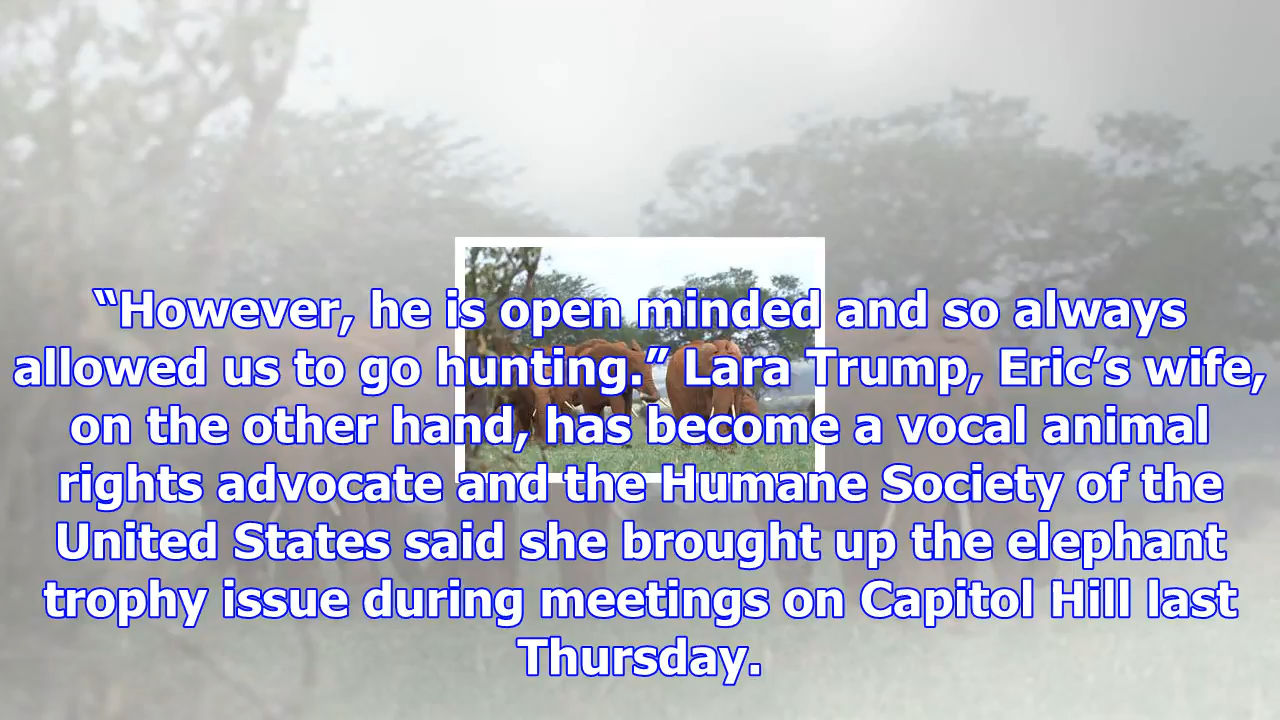 “However, he is open minded and so always
allowed us to go hunting.” Lara Trump, Eric’s wife,
on the other hand, has become a vocal animal
rights advocate and the Humane Society of the
United States said she brought up the elephant
trophy issue during meetings on Capitol Hill last
Thursday.